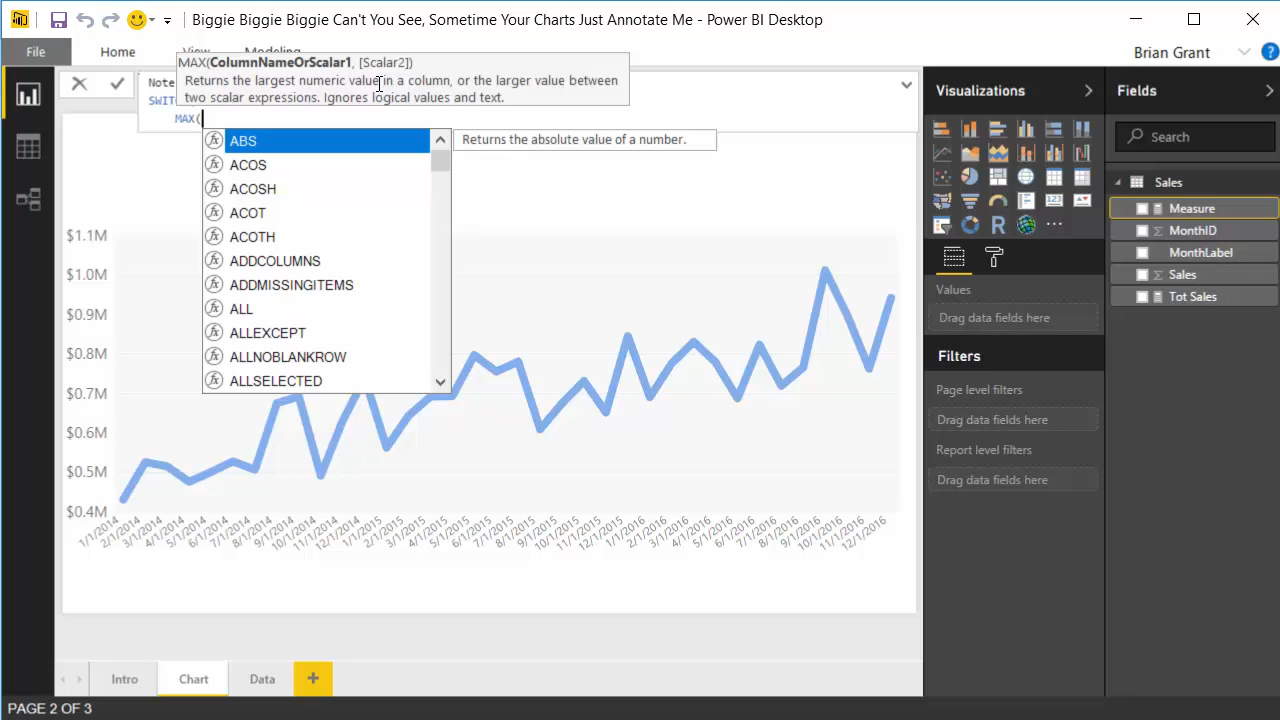 Biggie Biggie Biggie Can't You See, Sometime Your Charts Just Annotate Me - Power BI Desktop
File
Home
View
Modeling
Brian Grant
MAX(ColumnNameOrScalar1, [Scalar2])
Returns the largest numeric value in a column, or the larger value between
two scalar expressions. Ignores logical values and text.
Note
SWIT
MAX(
ABS
ACOS
ACOSH
ACOT
ACOTH
ADDCOLUMNS
ADDMISSINGITEMS
ALL
ALLEXCEPT
ALLNOBLANKROW
ALLSELECTED
Returns the absolute value of a number.
$1.1M
$1.0M
$0.9M
$0.8M
$0.7M
$0.6M
$0.5M
$0.5M
$0.4M
1/1/2014
2/1/2014
3/1/2014
4/1/2014
5/1/2014
6/1/2014
7/1/2014
8/1/2014
9/1/2014
10/1/2014
11/1/2014
12/1/2014
1/1/2015
2/1/2015
3/1/2015
4/1/2015
5/1/2015
6/1/2015
7/1/2015
8/1/2015
9/1/2015
10/1/2015
11/1/2015
12/1/2015
1/1/2016
2/1/2016
3/1/2016
4/1/2016
5/1/2016
6/1/2016
7/1/2016
8/1/2016
9/1/2016
10/1/2016
11/1/2016
12/1/2016
Visualizations
R
Values
Drag data fields here
Filters
Page level filters
Drag data fields here
Report level filters
Drag data fields here
Fields
Search
Sales
Measure
MonthID
MonthLabel
Sales
Tot Sales
Intro
Chart
Data
PAGE 2 OF 3